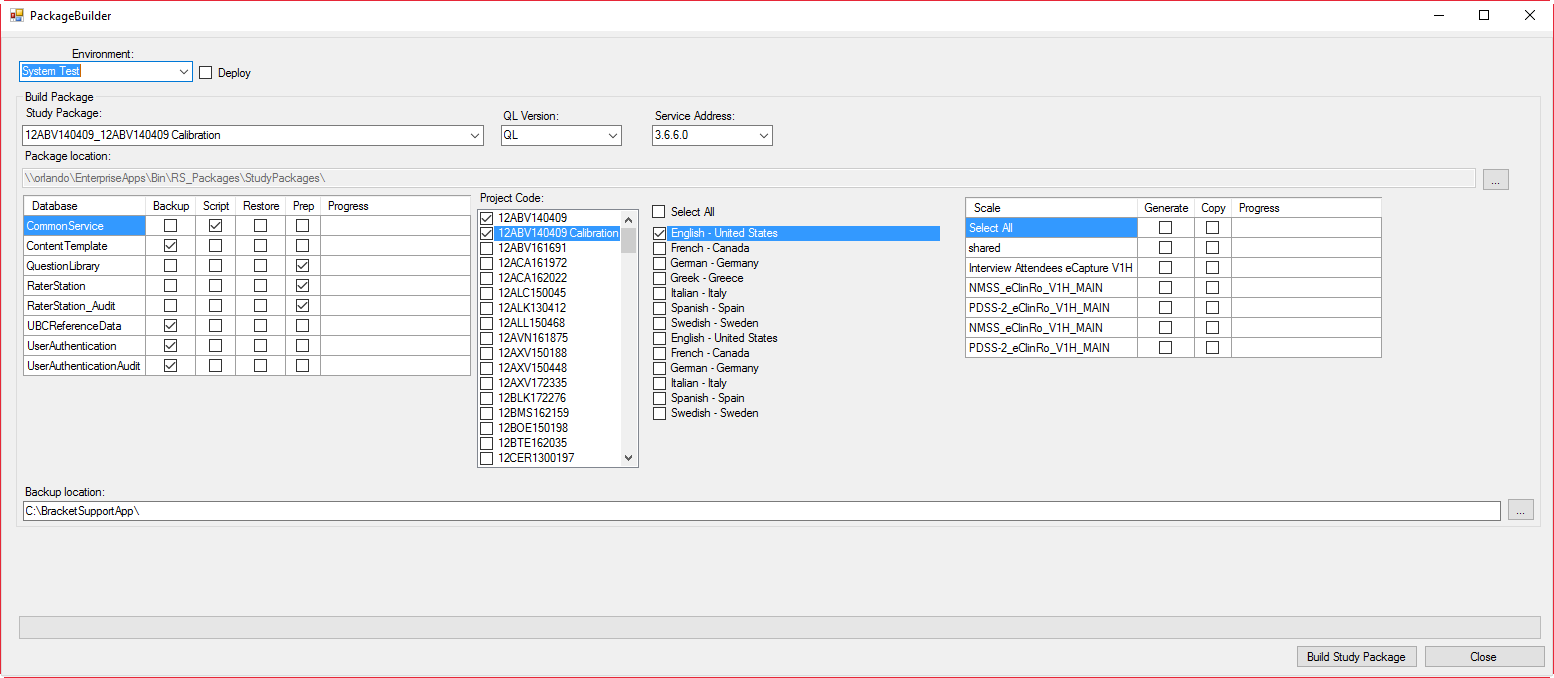 PackageBuilder
Environment:
System Test
Deploy
Build Package
Study Package:
QL Version:
Service Address:
12ABV140409_12ABV140409 Calibration
QL
3.6.6.0
Package location:
\\orlando\EnterpriseApps\Bin\RS_Packages\StudyPackages\
...
Database Backup Script Restore Prep Progress
CommonService
ContentTemplate
QuestionLibrary
RaterStation
RaterStation_Audit
UBCReferenceData
UserAuthentication
UserAuthenticationAudit
Project Code:
12ABV140409
12ABV140409 Calibration
12ABV161691
12ACA161972
12ACA162022
12ALC150045
12ALK130412
12ALL150468
12AVN161875
12AXV150188
12AXV150448
12AXV172335
12BLK172276
12BMS162159
12BOE150198
12BTE162035
12CER1300197
Select All
English - United States
French - Canada
German - Germany
Greek - Greece
Italian - Italy
Spanish - Spain
Swedish - Sweden
English - United States
French - Canada
German - Germany
Italian - Italy
Spanish - Spain
Swedish - Sweden
Scale Generate Copy Progress
Select All
shared
Interview Attendees eCapture V1H
NMSS_eClinRo_V1H_MAIN
PDSS-2_eClinRo_V1H_MAIN
NMSS_eClinRo_V1H_MAIN
PDSS-2_eClinRo_V1H_MAIN
Backup location:
C:\BracketSupportApp\
...
Build Study Package
Close